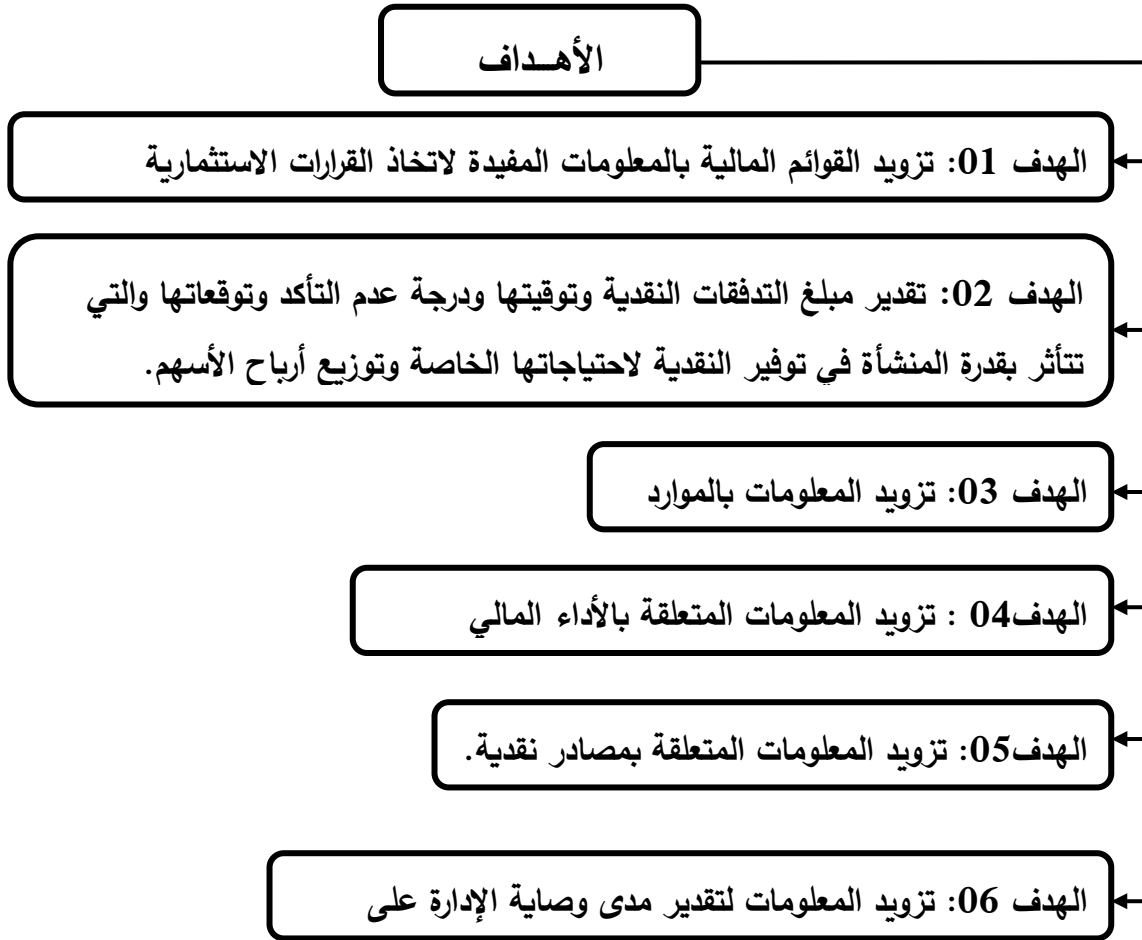 الأهـداف
الهدف 01: تزويد القوائم المالية بالمعلومات المفيدة لاتخاذ القرارات الاستثمارية
الهدف 02: تقدير مبلغ التدفقات النقدية وتوقيتها ودرجة عدم التأكد وتوقعاتها والتي
تتأثر بقدرة المنشأة في توفير النقدية لاحتياجاتها الخاصة وتوزيع أرباح الأسهم.
الهدف 03: تزويد المعلومات بالموارد
الهدف04 : تزويد المعلومات المتعلقة بالأداء المالي
الهدف05: تزويد المعلومات المتعلقة بمصادر نقدية.
الهدف 06: تزويد المعلومات لتقدير مدى وصاية الإدارة على